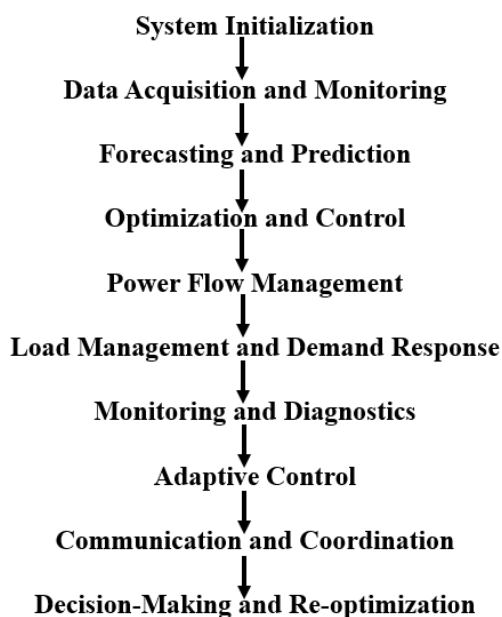 System Initialization
Data Acquisition and Monitoring
Forecasting and Prediction
Optimization and Control
Power Flow Management
Load Management and Demand Response
Monitoring and Diagnostics
Adaptive Control
Communication and Coordination
Decision-Making and Re-optimization